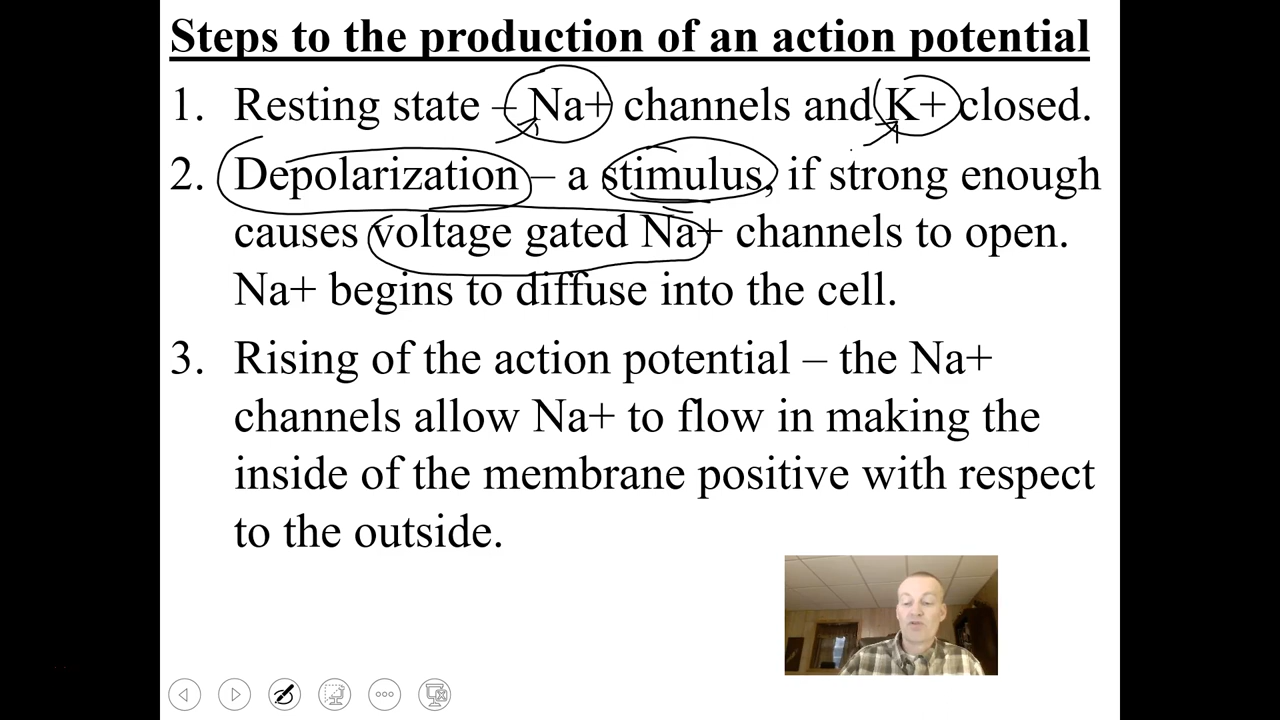 Steps to the production of an action potential
1. Resting state – Na+ channels and K+ closed.
2. Depolarization – a stimulus, if strong enough
causes voltage gated Na+ channels to open.
Na+ begins to diffuse into the cell.
3. Rising of the action potential – the Na+
channels allow Na+ to flow in making the
inside of the membrane positive with respect
to the outside.